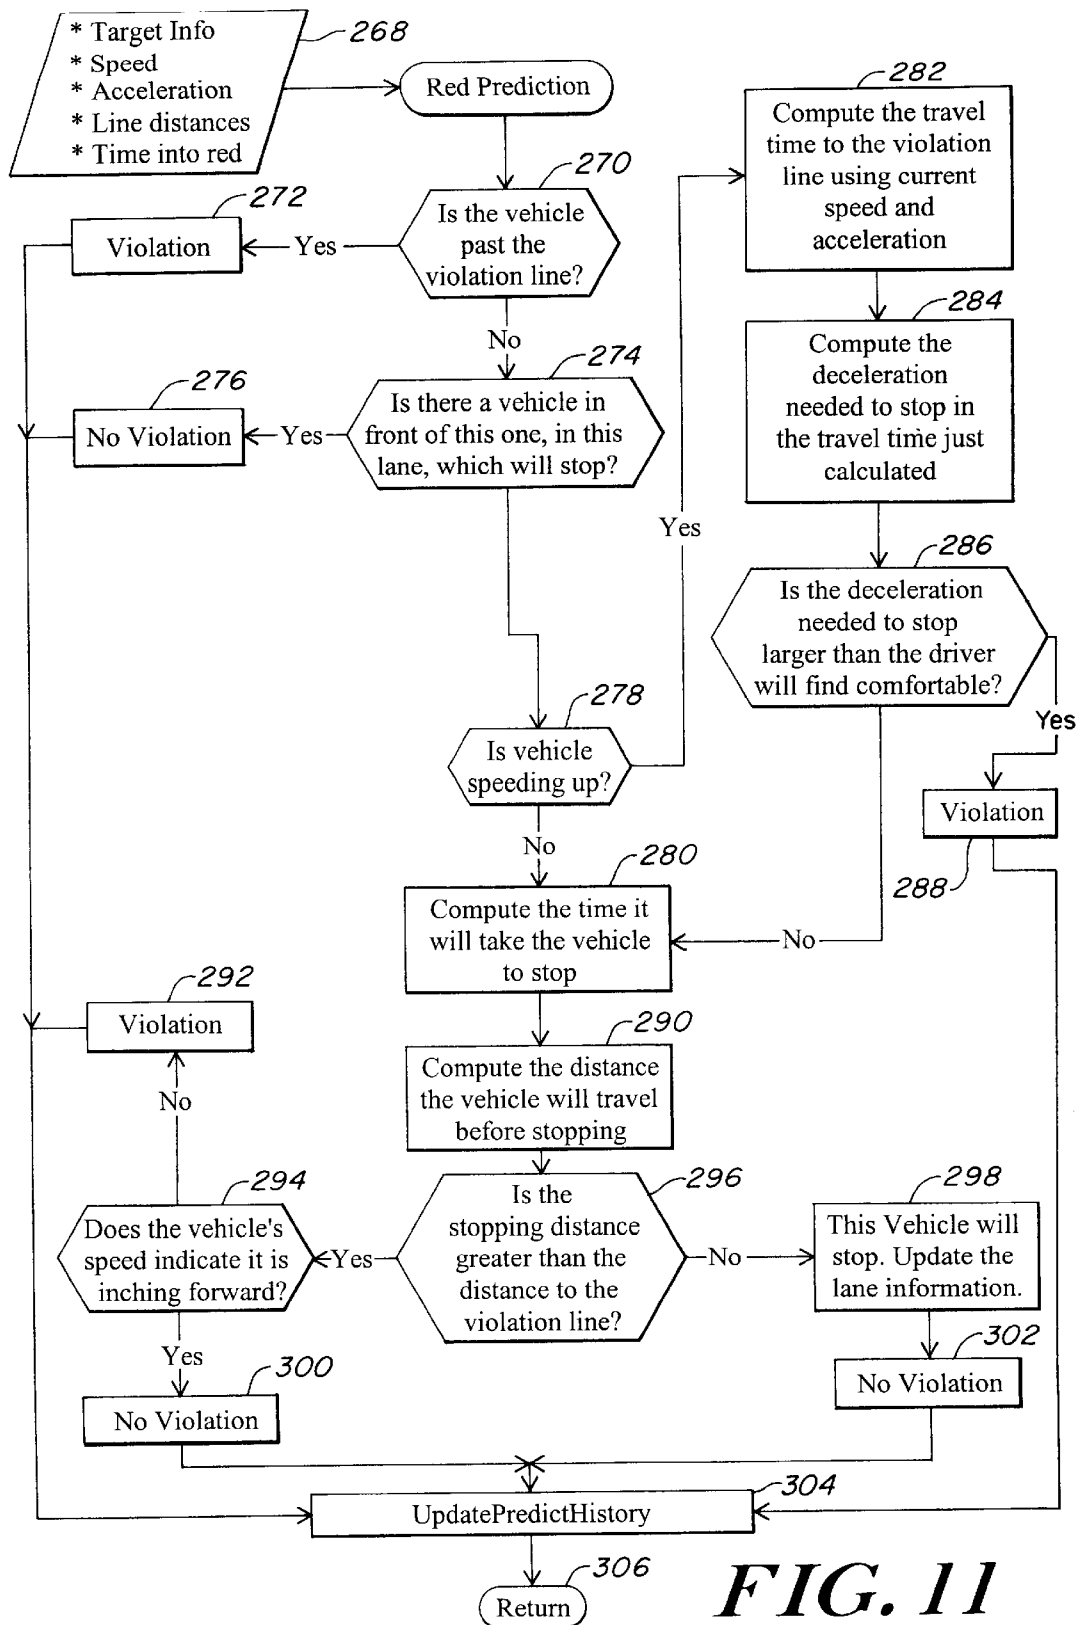 * Target Info
* Speed
* Acceleration
* Line distances
* Time into red
268
Red Prediction
270
Is the vehicle
past the
violation line?
Yes
272
Violation
No
274
Is there a vehicle in
front of this one, in this
lane, which will stop?
Yes
276
No Violation
278
Is vehicle
speeding up?
Yes
282
Compute the travel
time to the violation
line using current
speed and
acceleration
284
Compute the
deceleration
needed to stop in
the travel time just
calculated
286
Is the deceleration
needed to stop
larger than the driver
will find comfortable?
Yes
Violation
288
No
No
280
Compute the time it
will take the vehicle
to stop
290
Compute the distance
the vehicle will travel
before stopping
296
Is the
stopping distance
greater than the
distance to the
violation line?
Yes
294
Does the vehicle's
speed indicate it is
inching forward?
No
292
Violation
Yes
300
No Violation
No
298
This Vehicle will
stop. Update the
lane information.
302
No Violation
304
UpdatePredictHistory
306
Return
FIG. 11